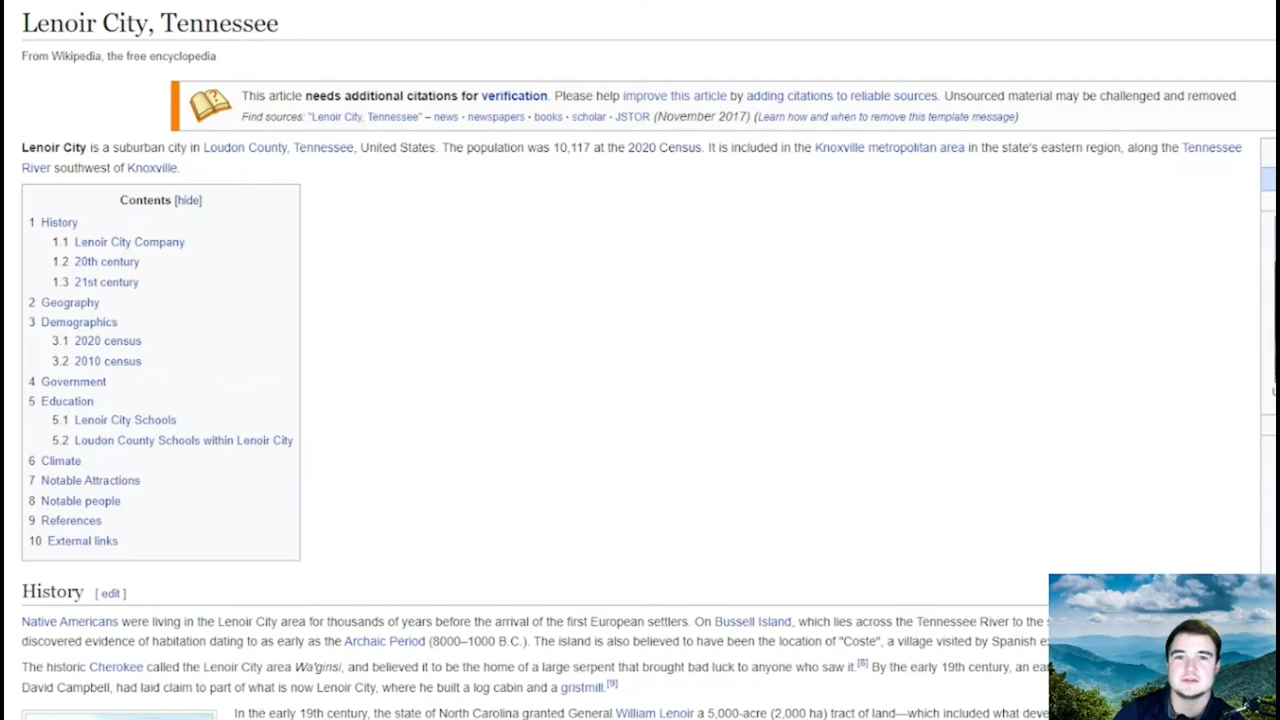 Lenoir City, Tennessee
From Wikipedia, the free encyclopedia
This article needs additional citations for verification. Please help improve this article by adding citations to reliable sources. Unsourced material may be challenged and removed.
Find sources: "Lenoir City, Tennessee" – news · newspapers · books · scholar · JSTOR (November 2017) (Learn how and when to remove this template message)
Lenoir City is a suburban city in Loudon County, Tennessee, United States. The population was 10,117 at the 2020 Census. It is included in the Knoxville metropolitan area in the state's eastern region, along the Tennessee
River southwest of Knoxville.
Contents [hide]
1 History
1.1 Lenoir City Company
1.2 20th century
1.3 21st century
2 Geography
3 Demographics
3.1 2020 census
3.2 2010 census
4 Government
5 Education
5.1 Lenoir City Schools
5.2 Loudon County Schools within Lenoir City
6 Climate
7 Notable Attractions
8 Notable people
9 References
10 External links
History [ edit ]
Native Americans were living in the Lenoir City area for thousands of years before the arrival of the first European settlers. On Bussell Island, which lies across the Tennessee River to the
discovered evidence of habitation dating to as early as the Archaic Period (8000–1000 B.C.). The island is also believed to have been the location of "Coste", a village visited by Spanish
The historic Cherokee called the Lenoir City area Wa'ginsi, and believed it to be the home of a large serpent that brought bad luck to anyone who saw it.[8] By the early 19th century, an
David Campbell, had laid claim to part of what is now Lenoir City, where he built a log cabin and a gristmill.[9]
In the early 19th century, the state of North Carolina granted General William Lenoir a 5,000-acre (2,000 ha) tract of land—which included what